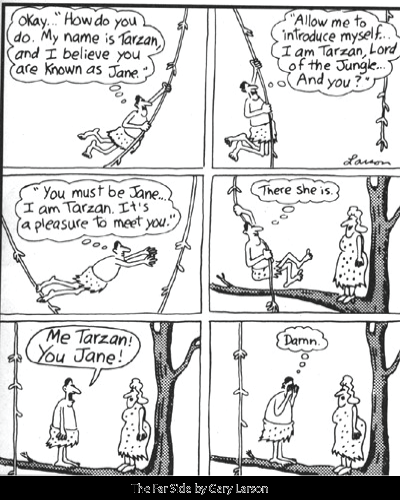 Okay... "How do you
do. My name is Tarzan,
and I believe you
are known as Jane."
"Allow me to
introduce myself...
I am Tarzan, Lord
of the Jungle...
And you?"
Larson
"You must be Jane...
I am Tarzan. It's
a pleasure to meet you."
There she is.
Me Tarzan!
You Jane!
Damn.
The Far Side by Gary Larson